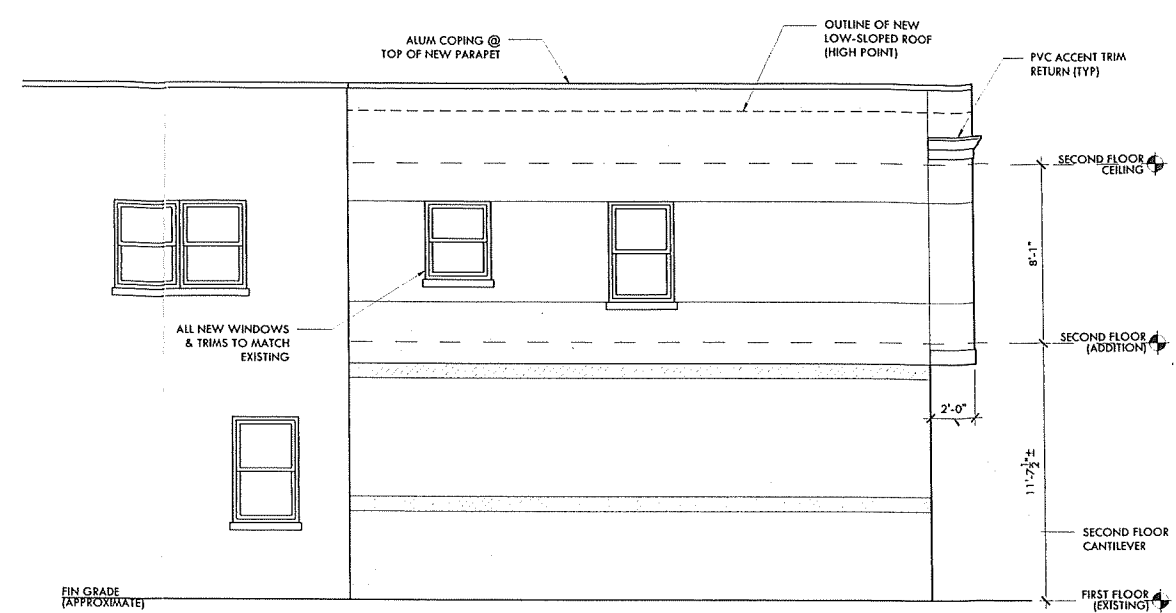 OUTLINE OF NEW
LOW-SLOPED ROOF
(HIGH POINT)
ALUM COPING @
TOP OF NEW PARAPET
PVC ACCENT TRIM
RETURN (TYP)
SECOND FLOOR
CEILING
8'-1"
ALL NEW WINDOWS
& TRIMS TO MATCH
EXISTING
SECOND FLOOR
(ADDITION)
2'-0"
11'-7½"±
SECOND FLOOR
CANTILEVER
FIN GRADE
(APPROXIMATE)
FIRST FLOOR
(EXISTING)